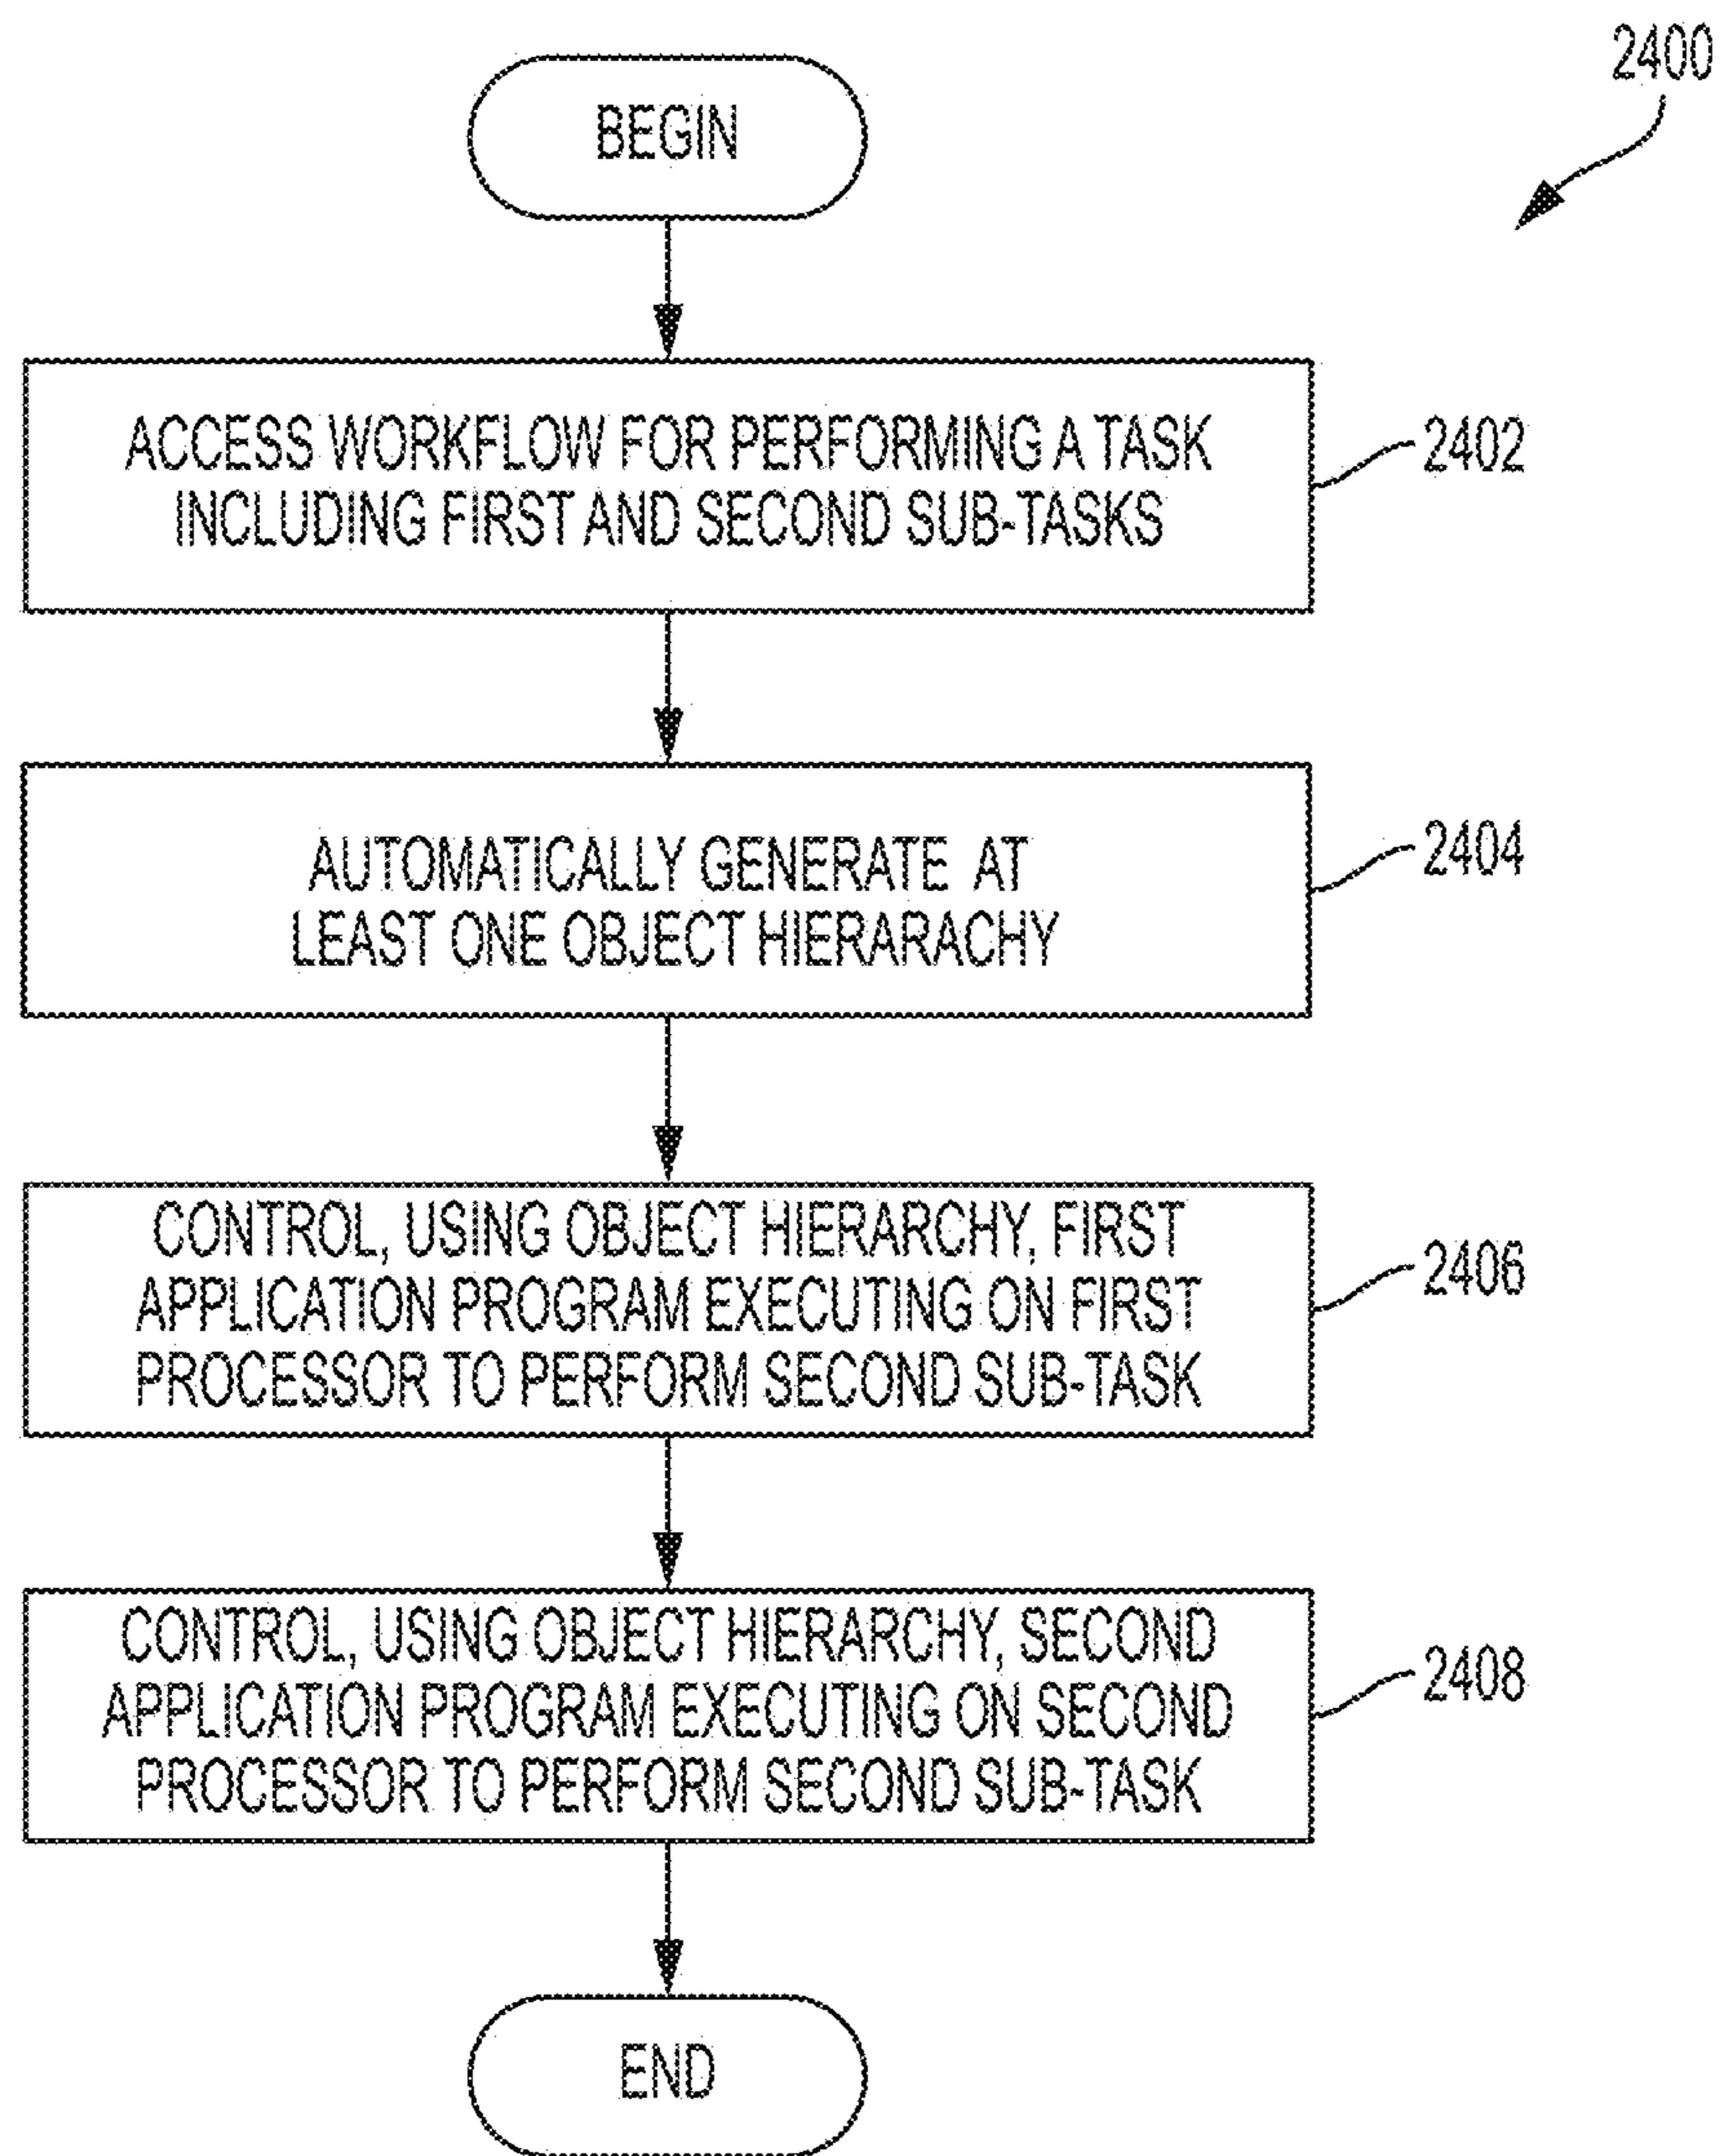 2400
BEGIN
ACCESS WORKFLOW FOR PERFORMING A TASK
INCLUDING FIRST AND SECOND SUB-TASKS
2402
AUTOMATICALLY GENERATE AT
LEAST ONE OBJECT HIERARACHY
2404
CONTROL, USING OBJECT HIERARCHY, FIRST
APPLICATION PROGRAM EXECUTING ON FIRST
PROCESSOR TO PERFORM SECOND SUB-TASK
2406
CONTROL, USING OBJECT HIERARCHY, SECOND
APPLICATION PROGRAM EXECUTING ON SECOND
PROCESSOR TO PERFORM SECOND SUB-TASK
2408
END